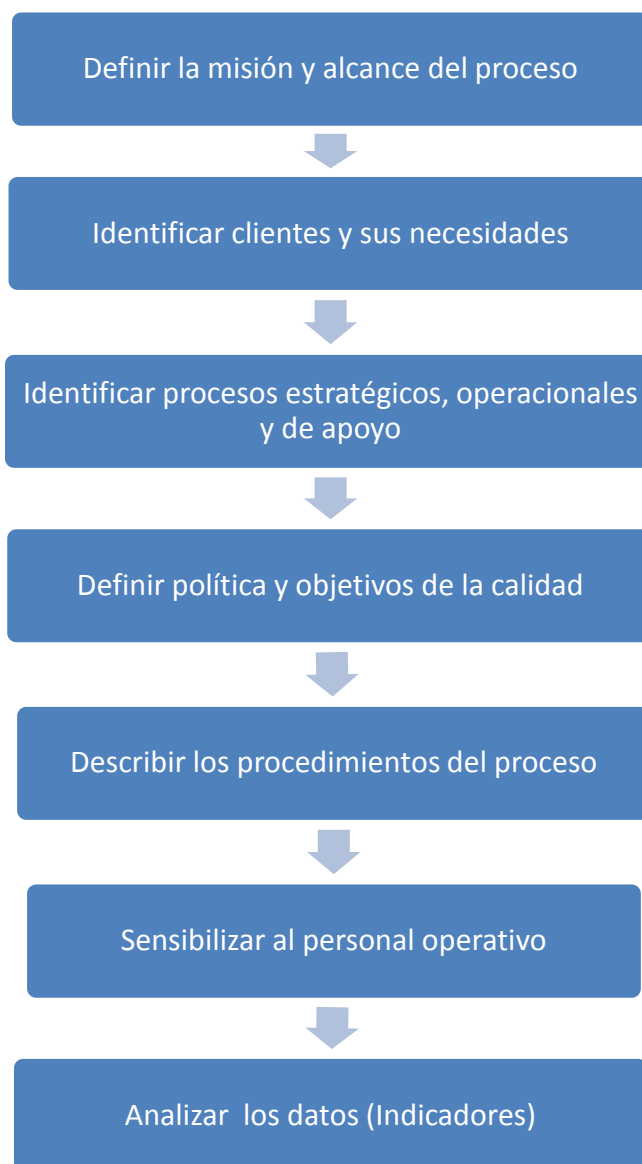 Definir la misión y alcance del proceso
Identificar clientes y sus necesidades
Identificar procesos estratégicos, operacionales
y de apoyo
Definir política y objetivos de la calidad
Describir los procedimientos del proceso
Sensibilizar al personal operativo
Analizar  los datos (Indicadores)